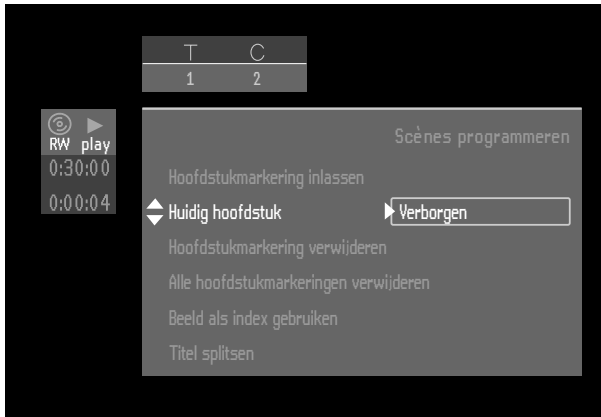 T C
1 2
RW play
0:30:00
0:00:04
Scènes programmeren
Hoofdstukmarkering inlassen
Huidig hoofdstuk Verborgen
Hoofdstukmarkering verwijderen
Alle hoofdstukmarkeringen verwijderen
Beeld als index gebruiken
Titel splitsen